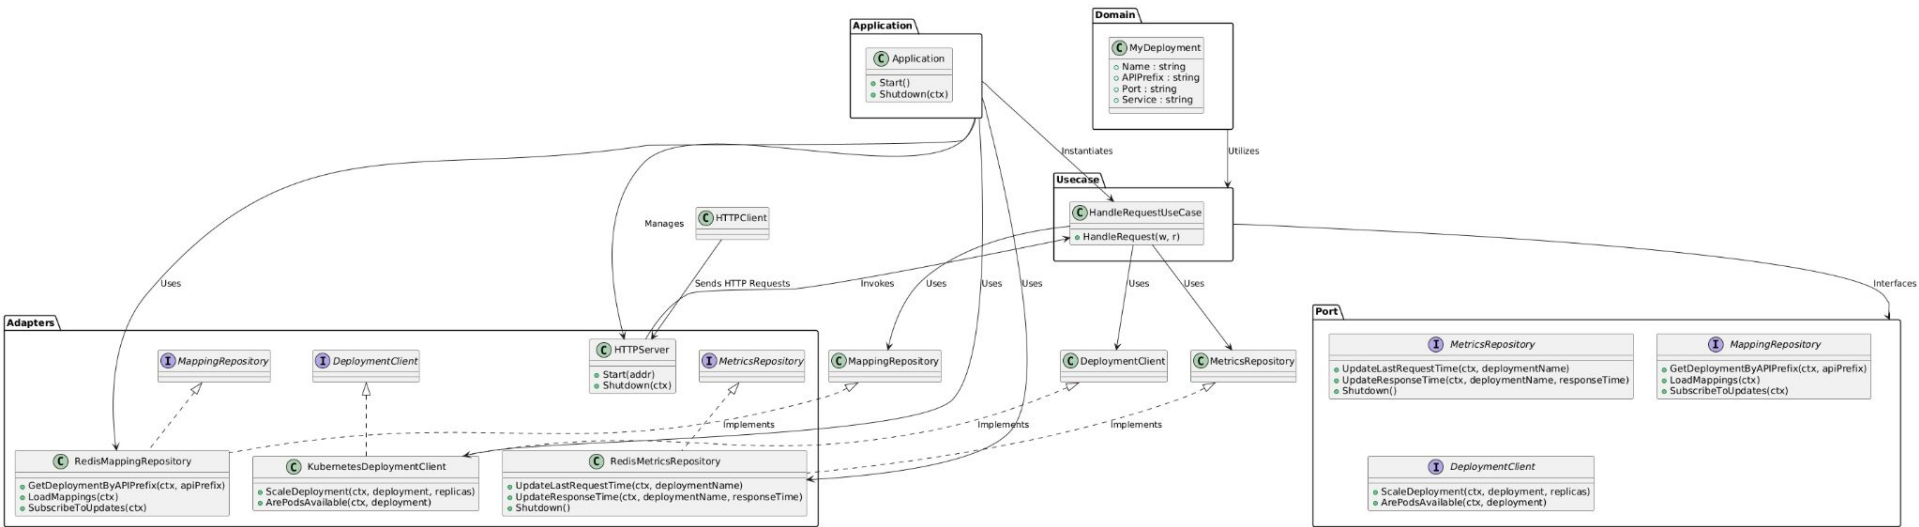 Application
C Application
Start()
Shutdown(ctx)
Domain
C MyDeployment
Name : string
APIPrefix : string
Port : string
Service : string
Instantiates
Utilizes
Usecase
C HandleRequestUseCase
HandleRequest(w, r)
Manages
C HTTPClient
Uses
Sends HTTP Requests
Invokes
Uses
Uses
Uses
Uses
Uses
Interfaces
Adapters
I MappingRepository
I DeploymentClient
C HTTPServer
Start(addr)
Shutdown(ctx)
I MetricsRepository
C MappingRepository
C DeploymentClient
C MetricsRepository
Implements
Implements
Implements
C RedisMappingRepository
GetDeploymentByAPIPrefix(ctx, apiPrefix)
LoadMappings(ctx)
SubscribeToUpdates(ctx)
C KubernetesDeploymentClient
ScaleDeployment(ctx, deployment, replicas)
ArePodsAvailable(ctx, deployment)
C RedisMetricsRepository
UpdateLastRequestTime(ctx, deploymentName)
UpdateResponseTime(ctx, deploymentName, responseTime)
Shutdown()
Port
I MetricsRepository
UpdateLastRequestTime(ctx, deploymentName)
UpdateResponseTime(ctx, deploymentName, responseTime)
Shutdown()
I MappingRepository
GetDeploymentByAPIPrefix(ctx, apiPrefix)
LoadMappings(ctx)
SubscribeToUpdates(ctx)
I DeploymentClient
ScaleDeployment(ctx, deployment, replicas)
ArePodsAvailable(ctx, deployment)